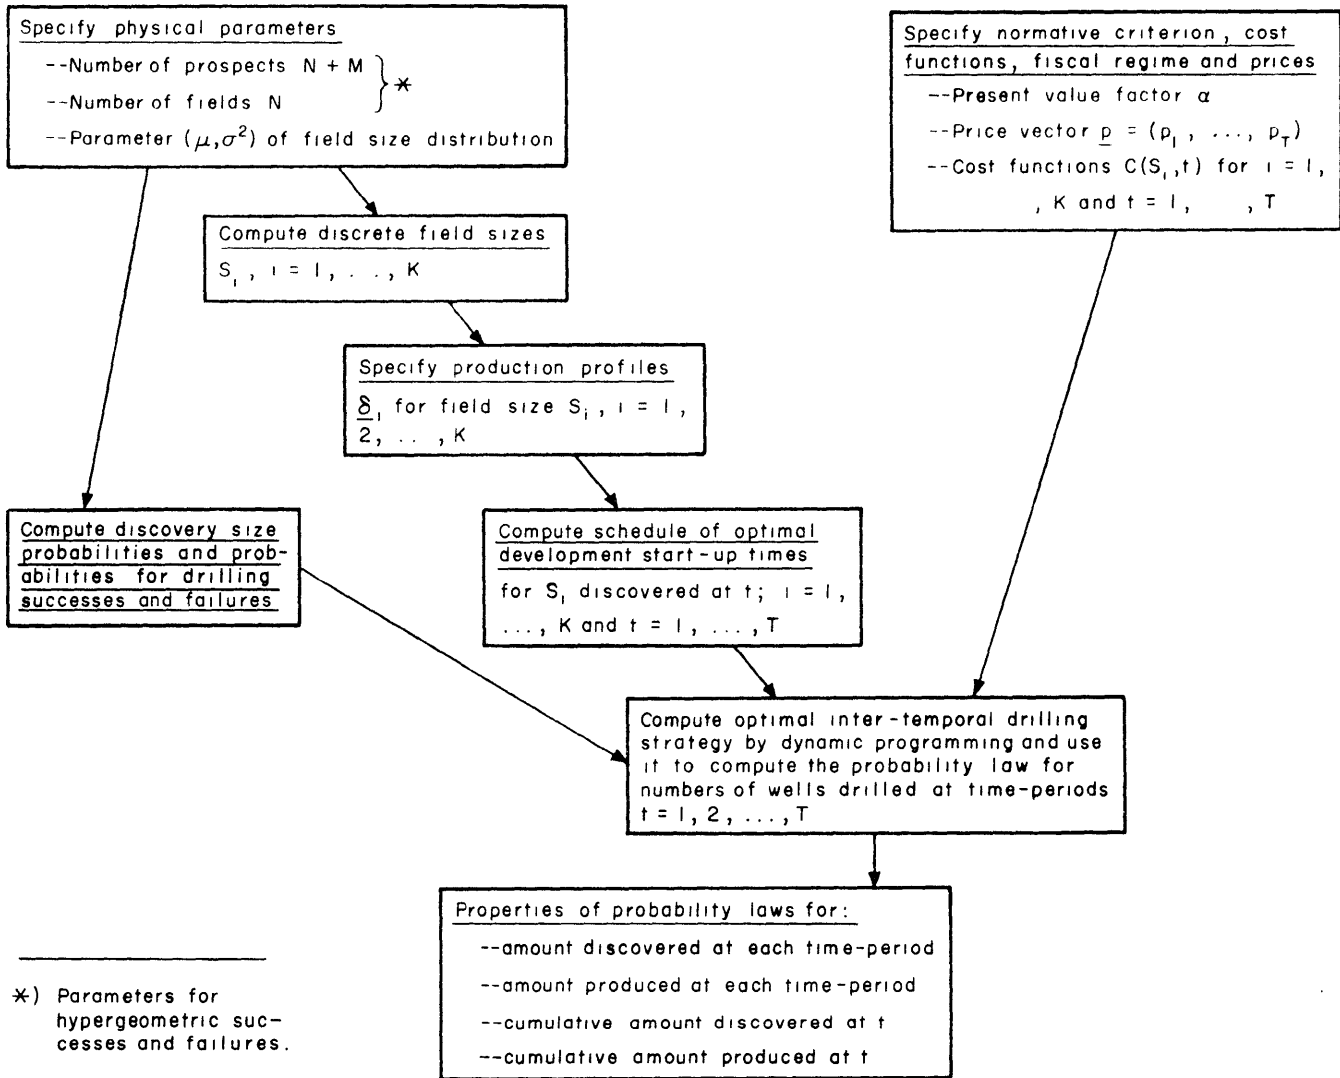 Specify physical parameters
--Number of prospects N + M
--Number of fields N
} *
--Parameter (μ,σ²) of field size distribution
Specify normative criterion, cost
functions, fiscal regime and prices
--Present value factor α
--Price vector p = (p₁, ..., p_T)
--Cost functions C(Sᵢ,t) for i = 1,
, K and t = 1, , T
Compute discrete field sizes
Sᵢ, i = 1, . .., K
Specify production profiles
δᵢ for field size Sᵢ, i = 1,
2, .. , K
Compute discovery size
probabilities and prob-
abilities for drilling
successes and failures
Compute schedule of optimal
development start-up times
for Sᵢ discovered at t; i = 1,
..., K and t = 1, ..., T
Compute optimal inter-temporal drilling
strategy by dynamic programming and use
it to compute the probability law for
numbers of wells drilled at time-periods
t = 1, 2, ..., T
Properties of probability laws for:
--amount discovered at each time-period
--amount produced at each time-period
--cumulative amount discovered at t
--cumulative amount produced at t
*) Parameters for
hypergeometric suc-
cesses and failures.